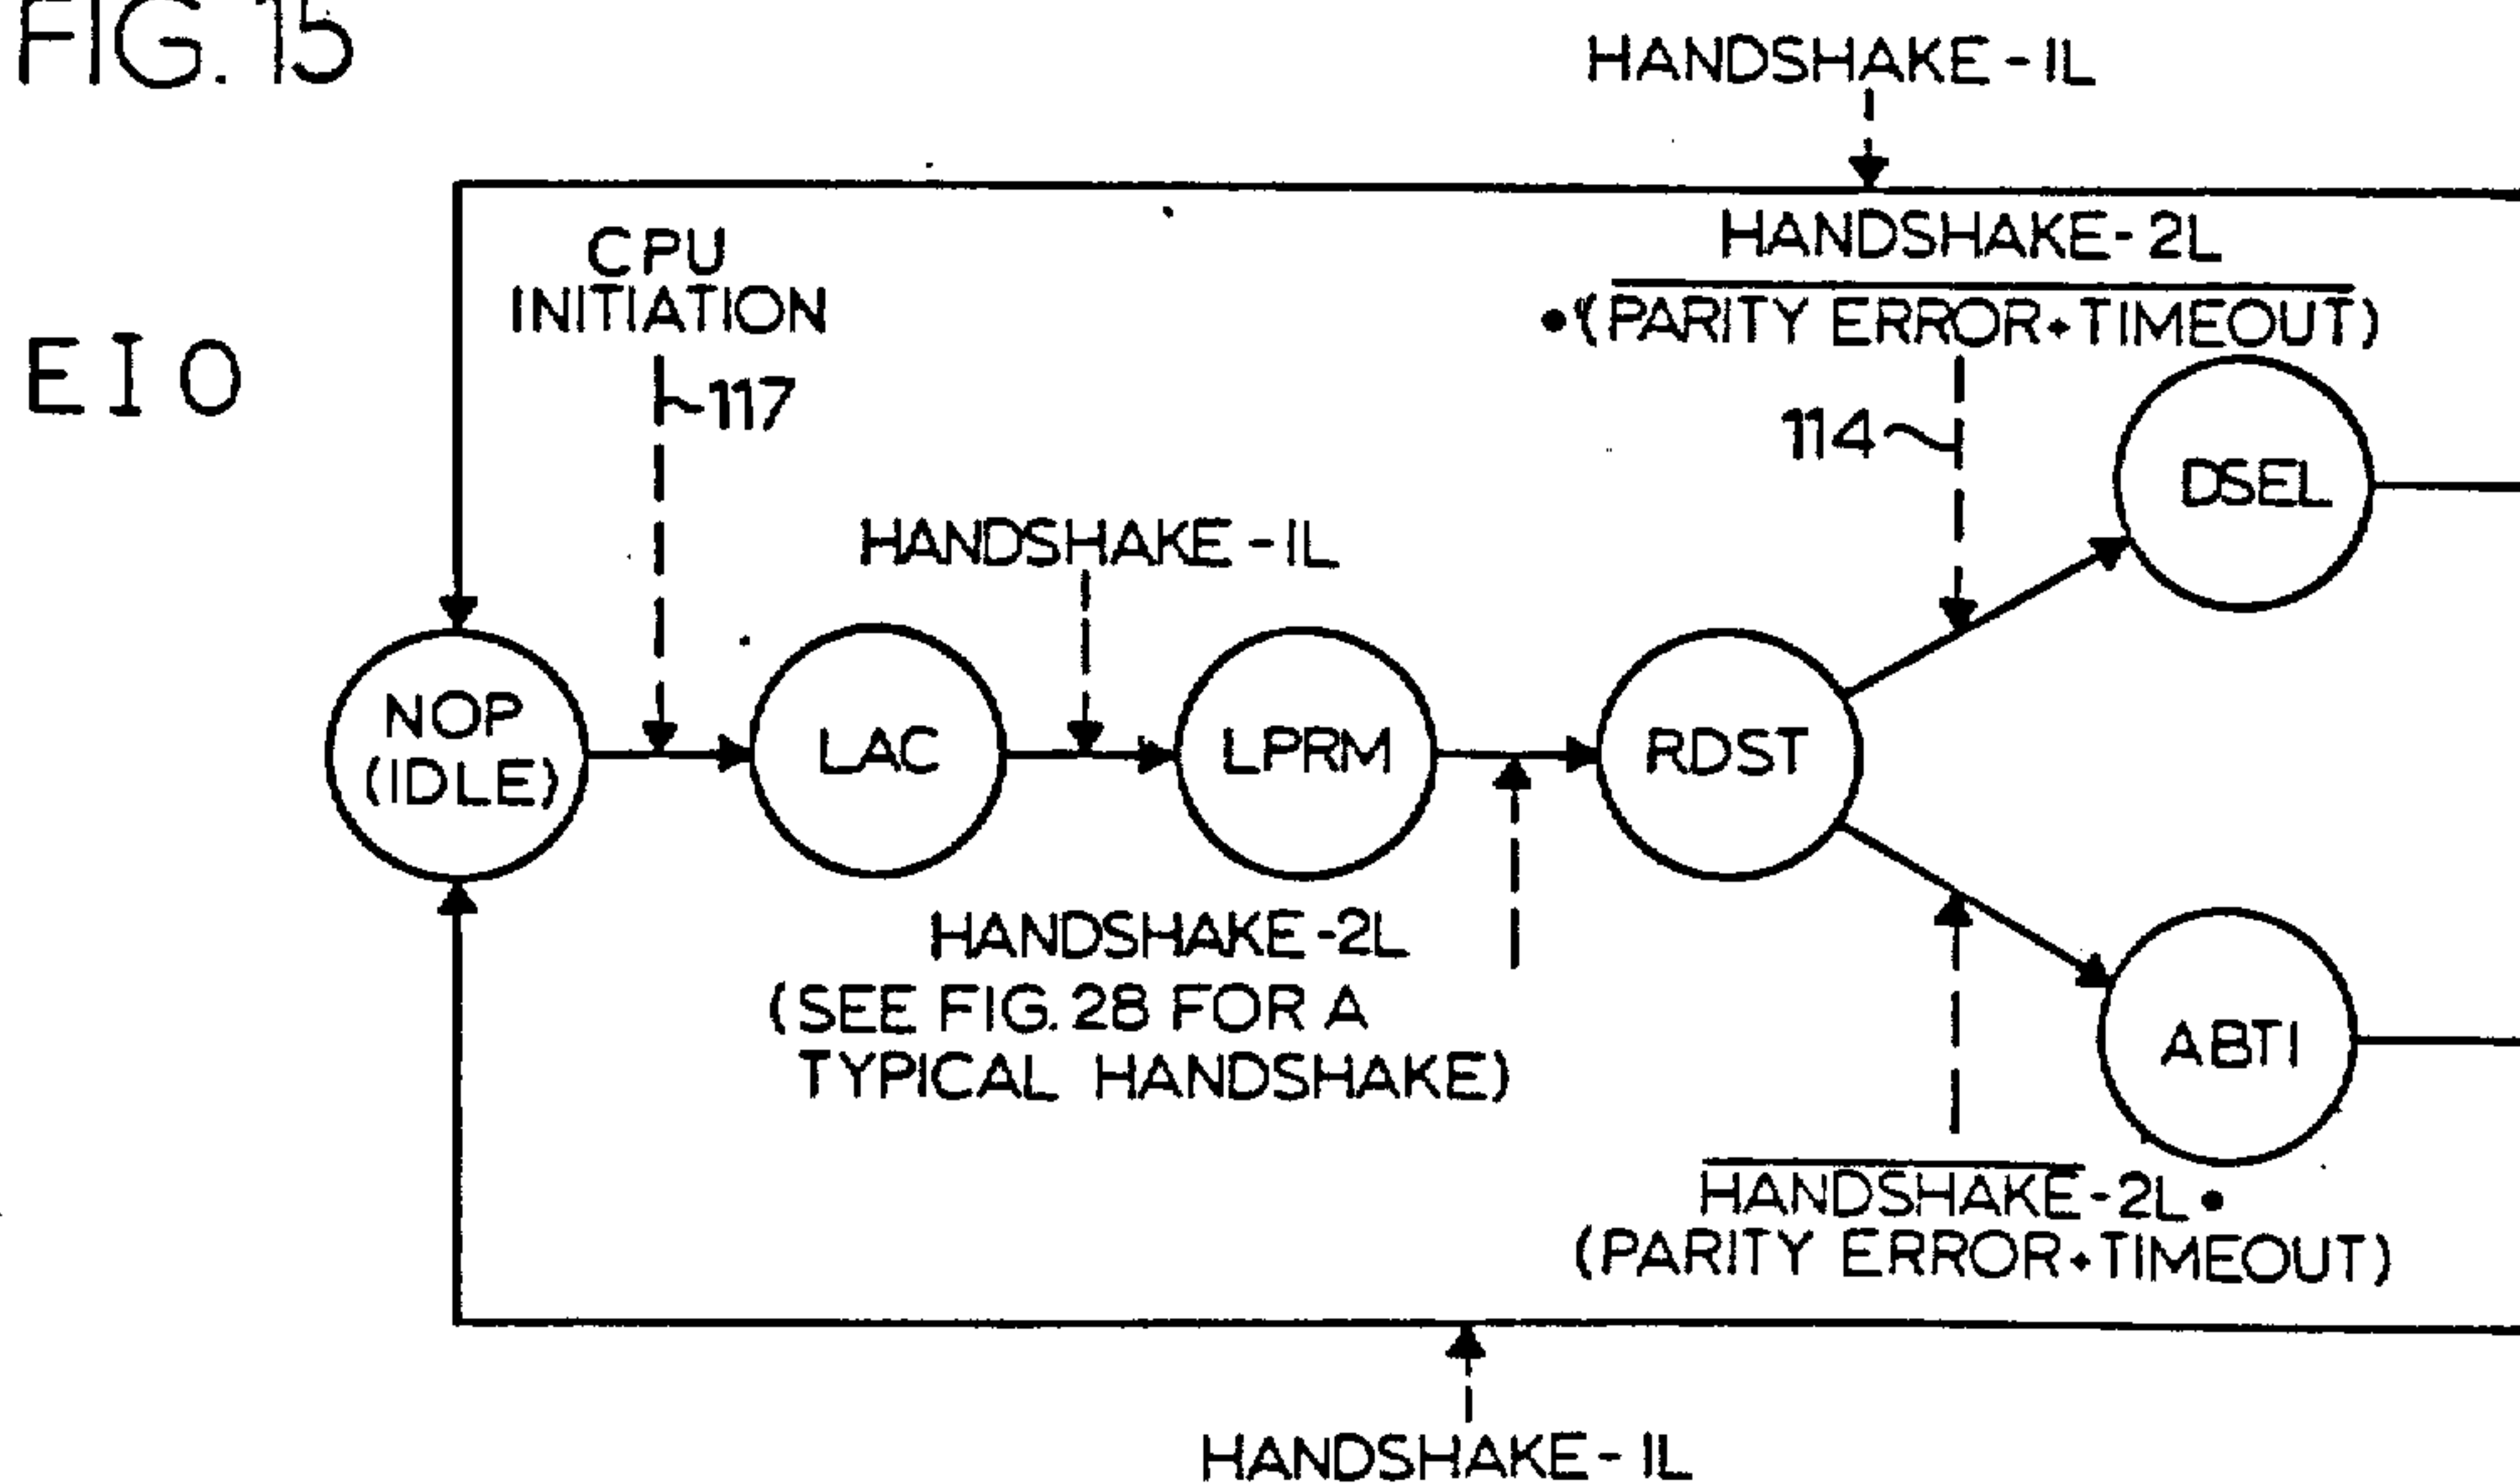 FIG. 15
HANDSHAKE - 1L
HANDSHAKE - 2L
•(PARITY ERROR + TIMEOUT)
CPU
INITIATION
117
EIO
114
DSEL
HANDSHAKE - 1L
NOP
(IDLE)
LAC
LPRM
RDST
HANDSHAKE - 2L
(SEE FIG. 28 FOR A
TYPICAL HANDSHAKE)
ABTI
HANDSHAKE - 2L •
(PARITY ERROR + TIMEOUT)
HANDSHAKE - 1L